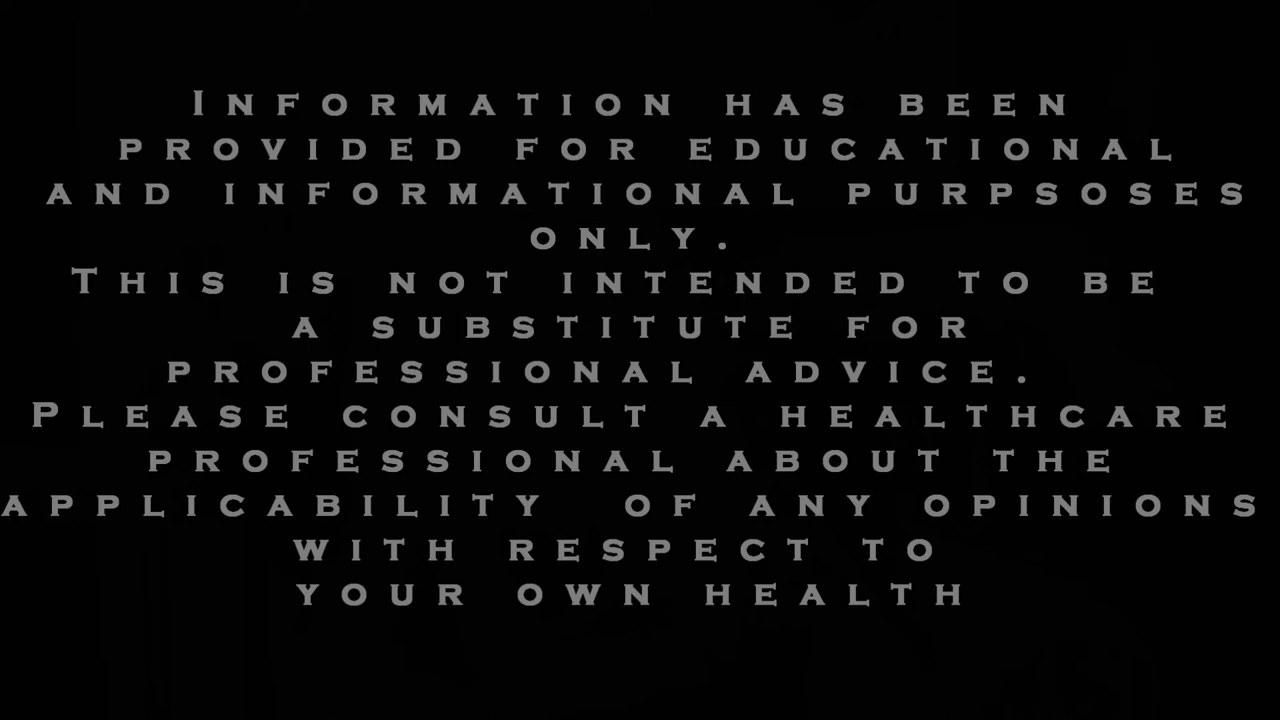 Information has been
provided for educational
and informational purpsoses
only.
This is not intended to be
a substitute for
professional advice.
Please consult a healthcare
professional about the
applicability of any opinions
with respect to
your own health